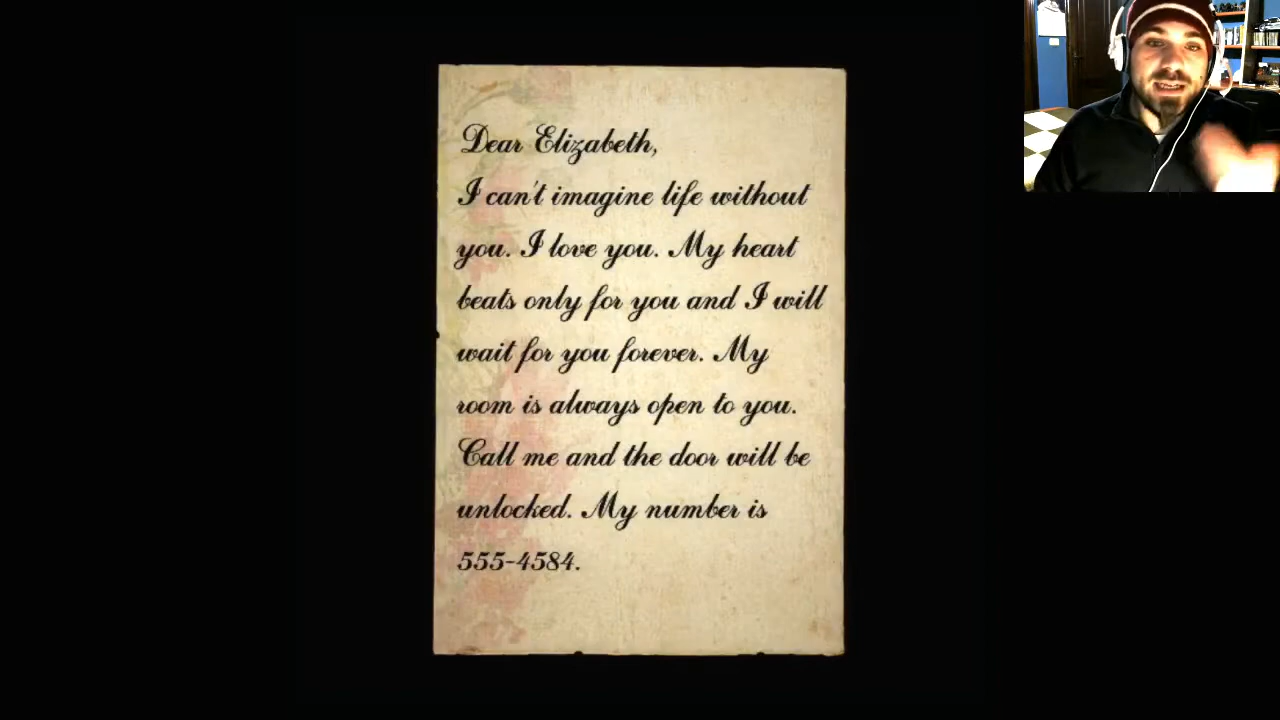 Dear Elizabeth,
I can't imagine life without
you. I love you. My heart
beats only for you and I will
wait for you forever. My
room is always open to you.
Call me and the door will be
unlocked. My number is
555-4584.